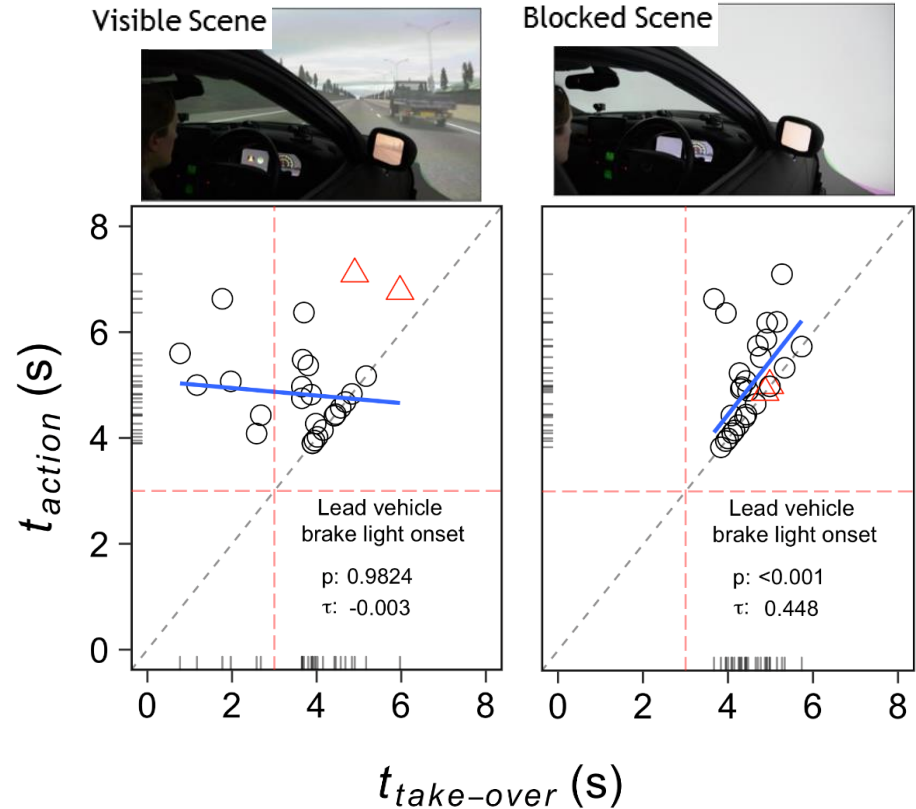 Visible Scene
Blocked Scene
t action (s)
8
6
4
2
0
Lead vehicle
brake light onset
p: 0.9824
τ: -0.003
0 2 4 6 8
Lead vehicle
brake light onset
p: <0.001
τ: 0.448
0 2 4 6 8
t take−over (s)